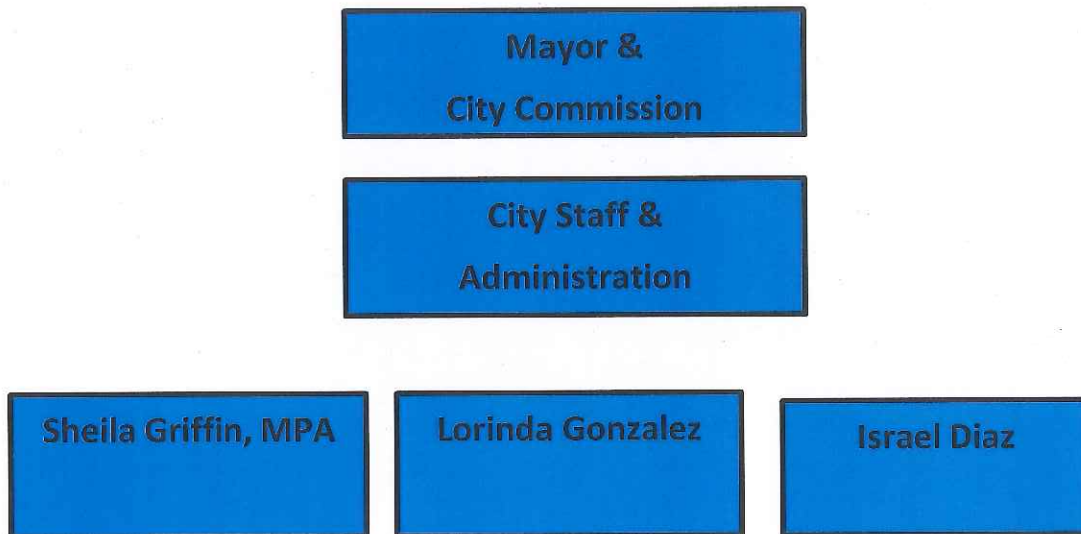 Mayor &
City Commission
City Staff &
Administration
Sheila Griffin, MPA
Lorinda Gonzalez
Israel Diaz